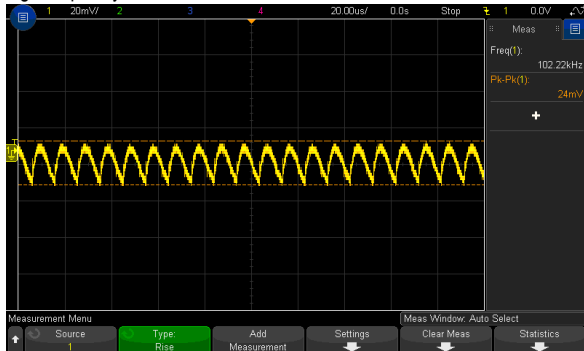 1 20mV/ 2 3 4 20.00us/ 0.0s Stop 1 0.0V
Meas
Freq(1):
102.22kHz
Pk-Pk(1):
24mV
+
T
1
Measurement Menu
Meas Window: Auto Select
Source
1
Type:
Rise
Add
Measurement
Settings
Clear Meas
Statistics